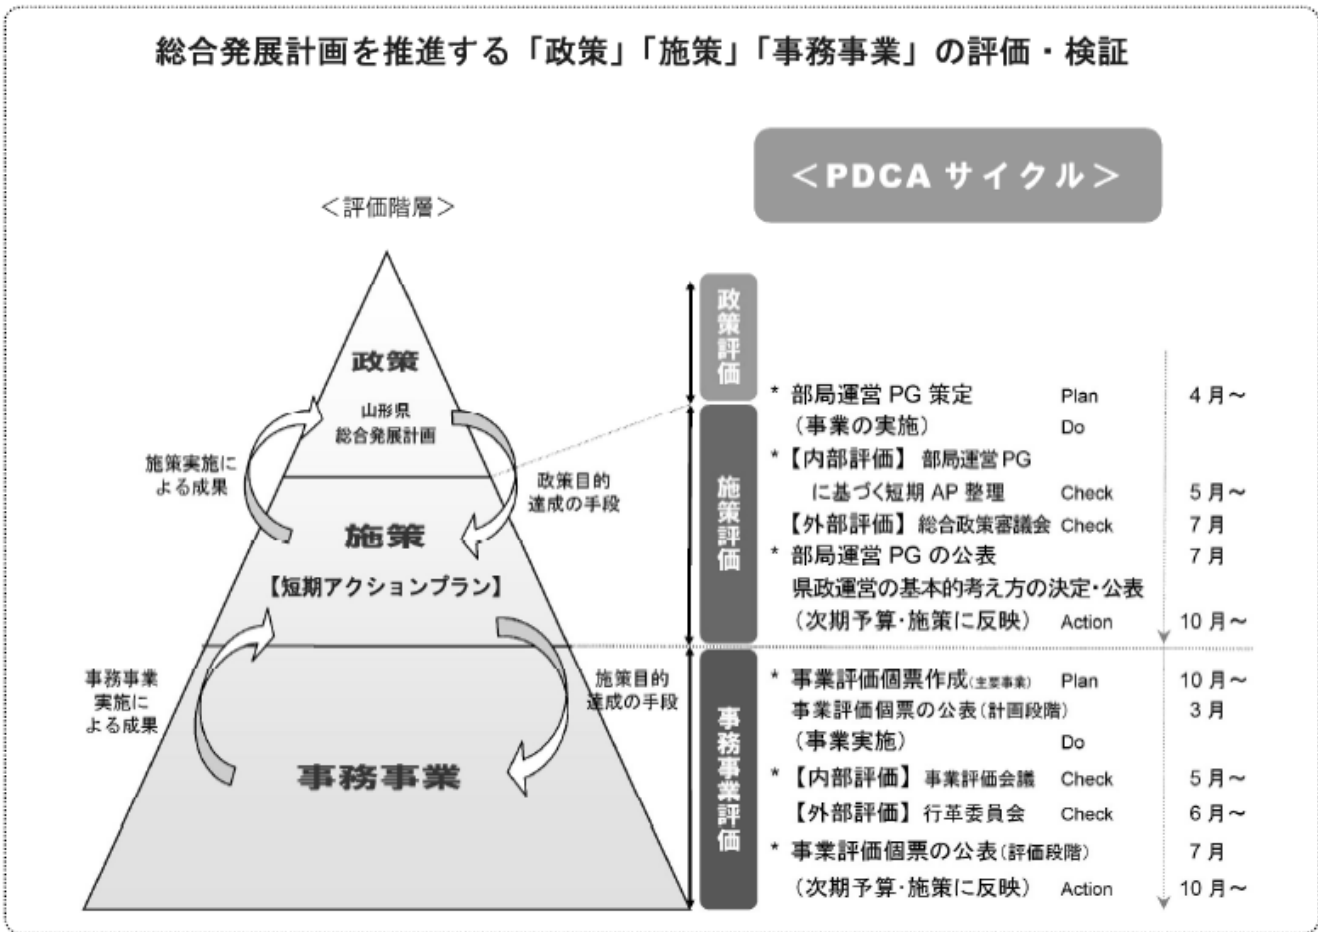 総合発展計画を推進する「政策」「施策」「事務事業」の評価・検証
＜PDCA サイクル＞
＜評価階層＞
政策
山形県
総合発展計画
施策実施に
よる成果
政策目的
達成の手段
施策
【短期アクションプラン】
事務事業
実施に
よる成果
施策目的
達成の手段
事務事業
政策評価
施策評価
* 部局運営 PG 策定 Plan 4 月～
（事業の実施） Do
* 【内部評価】 部局運営 PG
に基づく短期 AP 整理 Check 5 月～
【外部評価】 総合政策審議会 Check 7 月
* 部局運営 PG の公表 7 月
県政運営の基本的考え方の決定・公表
（次期予算・施策に反映） Action 10 月～
事務事業評価
* 事業評価個票作成（主要事業） Plan 10 月～
事業評価個票の公表（計画段階） 3 月
（事業実施） Do
* 【内部評価】 事業評価会議 Check 5 月～
【外部評価】 行革委員会 Check 6 月～
* 事業評価個票の公表（評価段階） 7 月
（次期予算・施策に反映） Action 10 月～